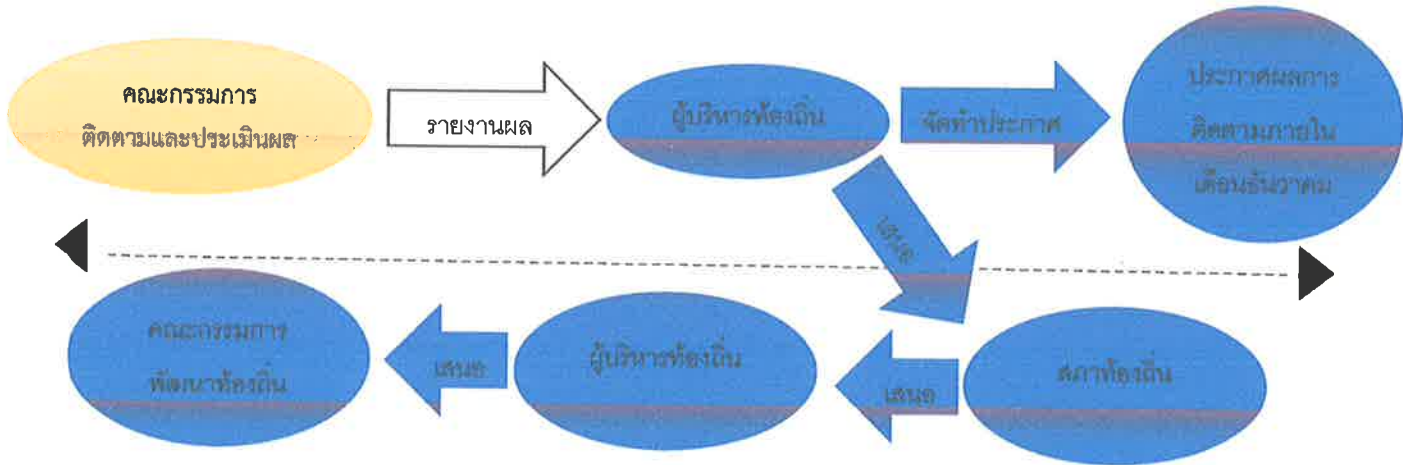 คณะกรรมการ
ติดตามและประเมินผล
รายงานผล
ผู้บริหารท้องถิ่น
จัดทำประกาศ
ประกาศผลการ
ติดตามภายใน
เดือนธันวาคม
เสนอ
คณะกรรมการ
พัฒนาท้องถิ่น
เสนอ
ผู้บริหารท้องถิ่น
เสนอ
สภาท้องถิ่น